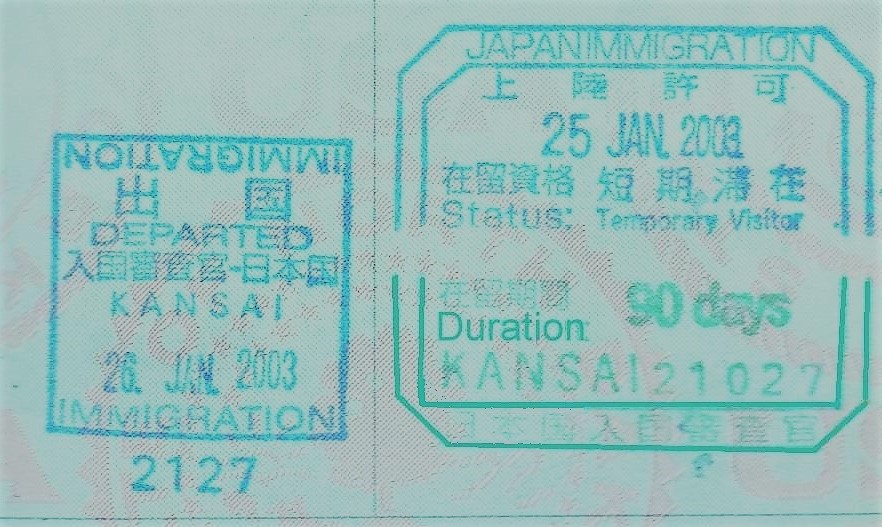 IMMIGRATION
出国
DEPARTED
入国審査官-日本国
KANSAI
26. JAN. 2003
IMMIGRATION
2127
JAPAN IMMIGRATION
上陸許可
25 JAN. 2003
在留資格 短期滞在
Status: Temporary Visitor
在留期間 90 days
Duration:
KANSAI 21027
日本国入国審査官